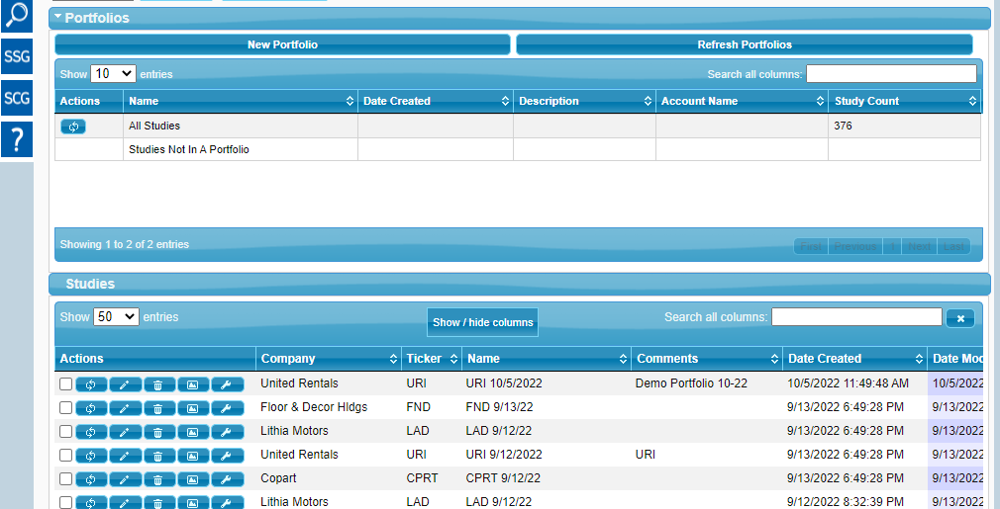 Portfolios
SSG
SCG
?
New Portfolio Refresh Portfolios
Show 10 entries Search all columns:
Actions Name Date Created Description Account Name Study Count
All Studies 376
Studies Not In A Portfolio
Showing 1 to 2 of 2 entries First Previous 1 Next Last
Studies
Show 50 entries Show / hide columns Search all columns:
Actions Company Ticker Name Comments Date Created Date Mod
United Rentals URI URI 10/5/2022 Demo Portfolio 10-22 10/5/2022 11:49:48 AM 10/5/2022
Floor & Decor Hldgs FND FND 9/13/22 9/13/2022 6:49:28 PM 9/13/2022
Lithia Motors LAD LAD 9/12/22 9/13/2022 6:49:28 PM 9/13/2022
United Rentals URI URI 9/12/2022 URI 9/13/2022 6:49:28 PM 9/13/2022
Copart CPRT CPRT 9/12/22 9/13/2022 6:49:28 PM 9/13/2022
Lithia Motors LAD LAD 9/12/22 9/12/2022 8:32:39 PM 9/13/2022